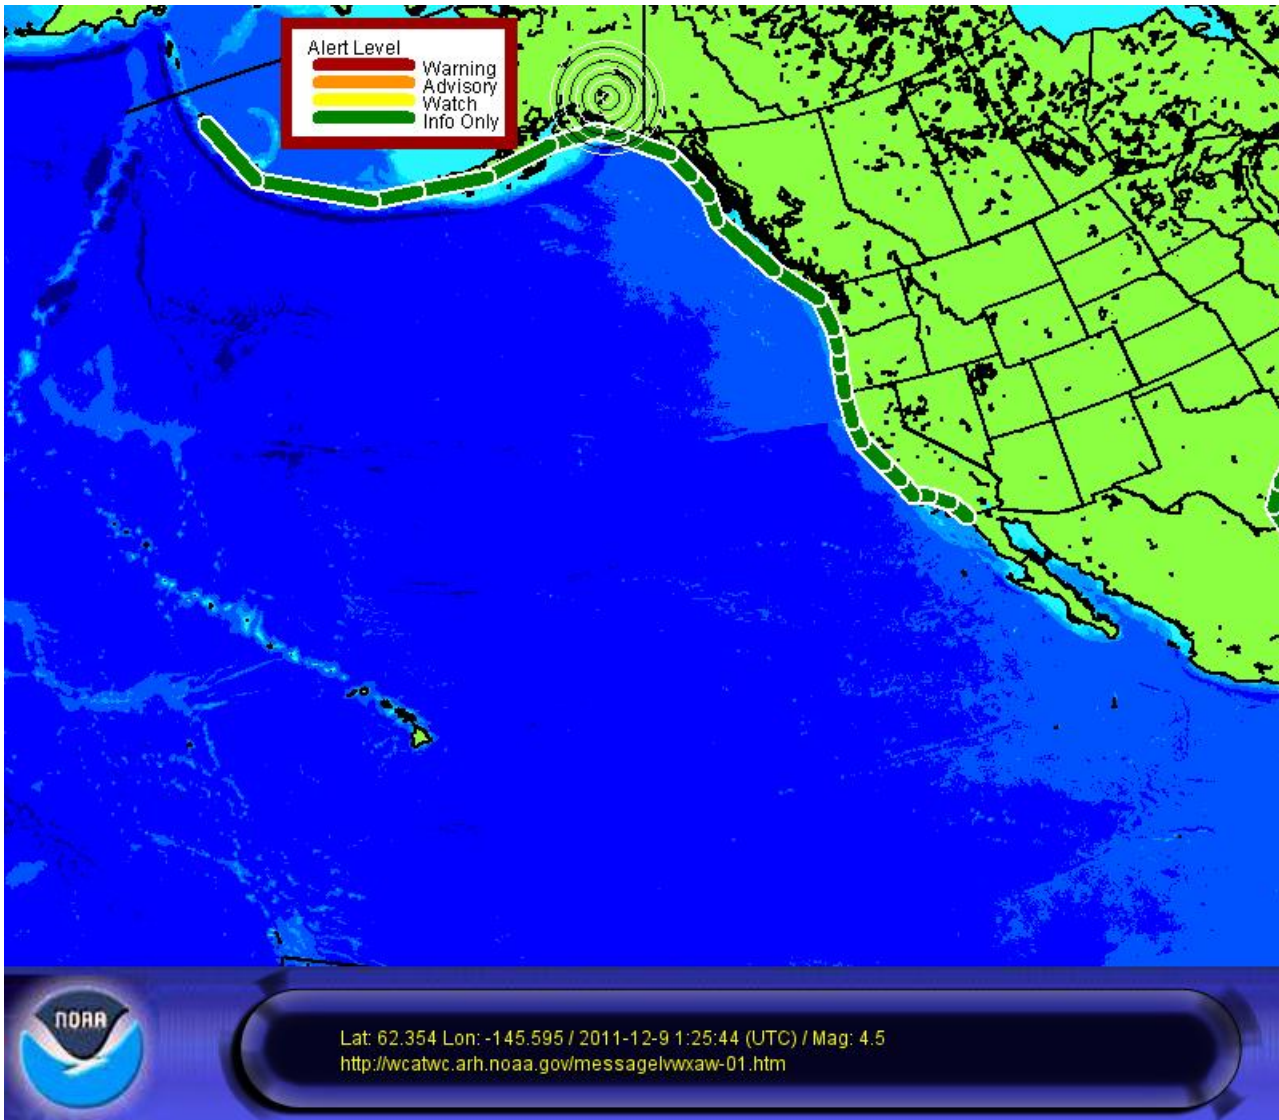 Alert Level
Warning
Advisory
Watch
Info Only
NOAA
Lat: 62.354 Lon: -145.595 / 2011-12-9 1:25:44 (UTC) / Mag: 4.5
http://wcatwc.arh.noaa.gov/messagelvwxaw-01.htm